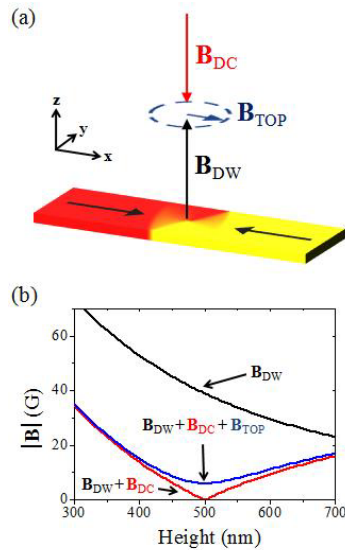 (a)
B_DC
z
y
x
B_TOP
B_DW
(b)
|B| (G)
60
40
20
0
B_DW
B_DW+B_DC+B_TOP
B_DW+B_DC
300 400 500 600 700
Height (nm)